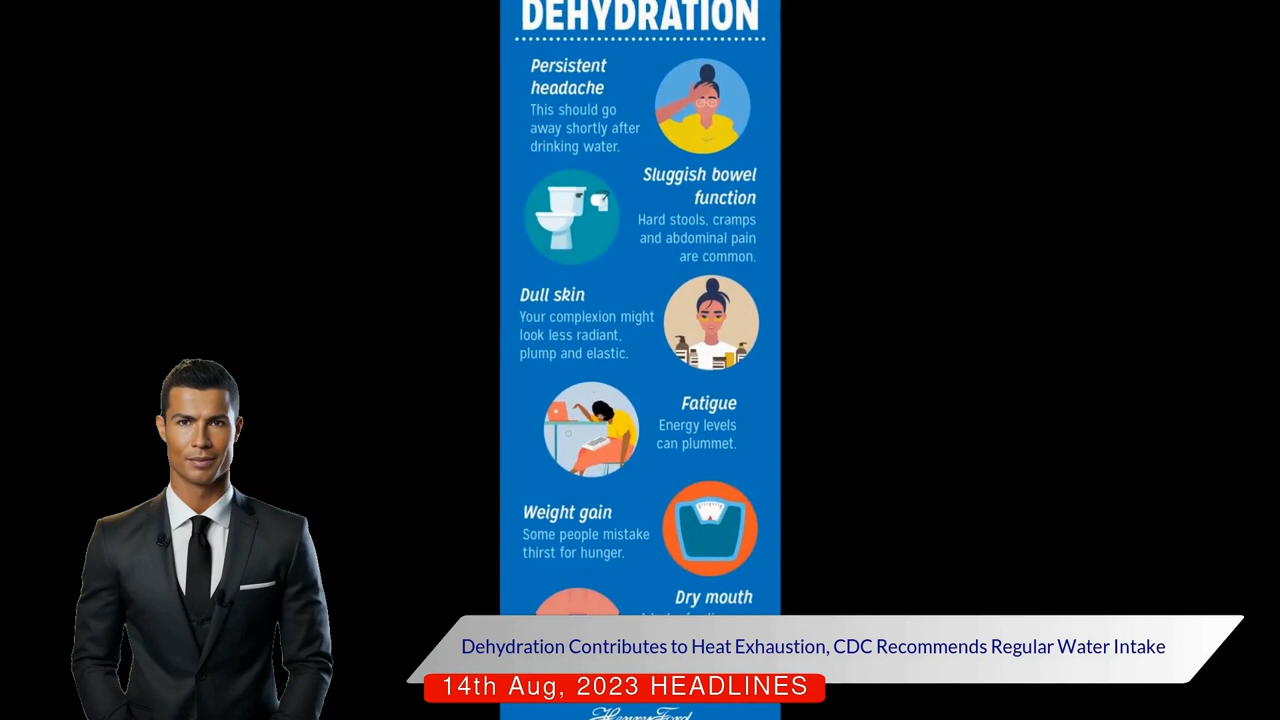 DEHYDRATION
Persistent
headache
This should go
away shortly after
drinking water.
Sluggish bowel
function
Hard stools, cramps
and abdominal pain
are common.
Dull skin
Your complexion might
look less radiant,
plump and elastic.
Fatigue
Energy levels
can plummet.
Weight gain
Some people mistake
thirst for hunger.
Dry mouth
Dehydration Contributes to Heat Exhaustion, CDC Recommends Regular Water Intake
14th Aug, 2023 HEADLINES
Henry Ford